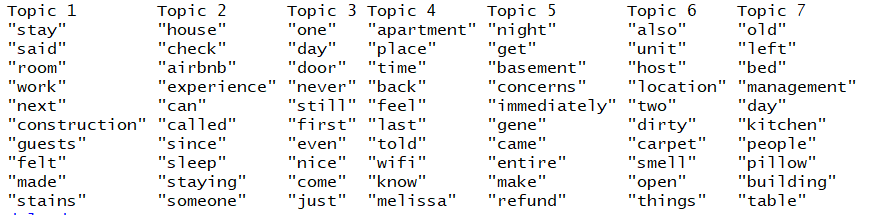 Topic 1 Topic 2 Topic 3 Topic 4 Topic 5 Topic 6 Topic 7
"stay" "house" "one" "apartment" "night" "also" "old"
"said" "check" "day" "place" "get" "unit" "left"
"room" "airbnb" "door" "time" "basement" "host" "bed"
"work" "experience" "never" "back" "concerns" "location" "management"
"next" "can" "still" "feel" "immediately" "two" "day"
"construction" "called" "first" "last" "gene" "dirty" "kitchen"
"guests" "since" "even" "told" "came" "carpet" "people"
"felt" "sleep" "nice" "wifi" "entire" "smell" "pillow"
"made" "staying" "come" "know" "make" "open" "building"
"stains" "someone" "just" "melissa" "refund" "things" "table"